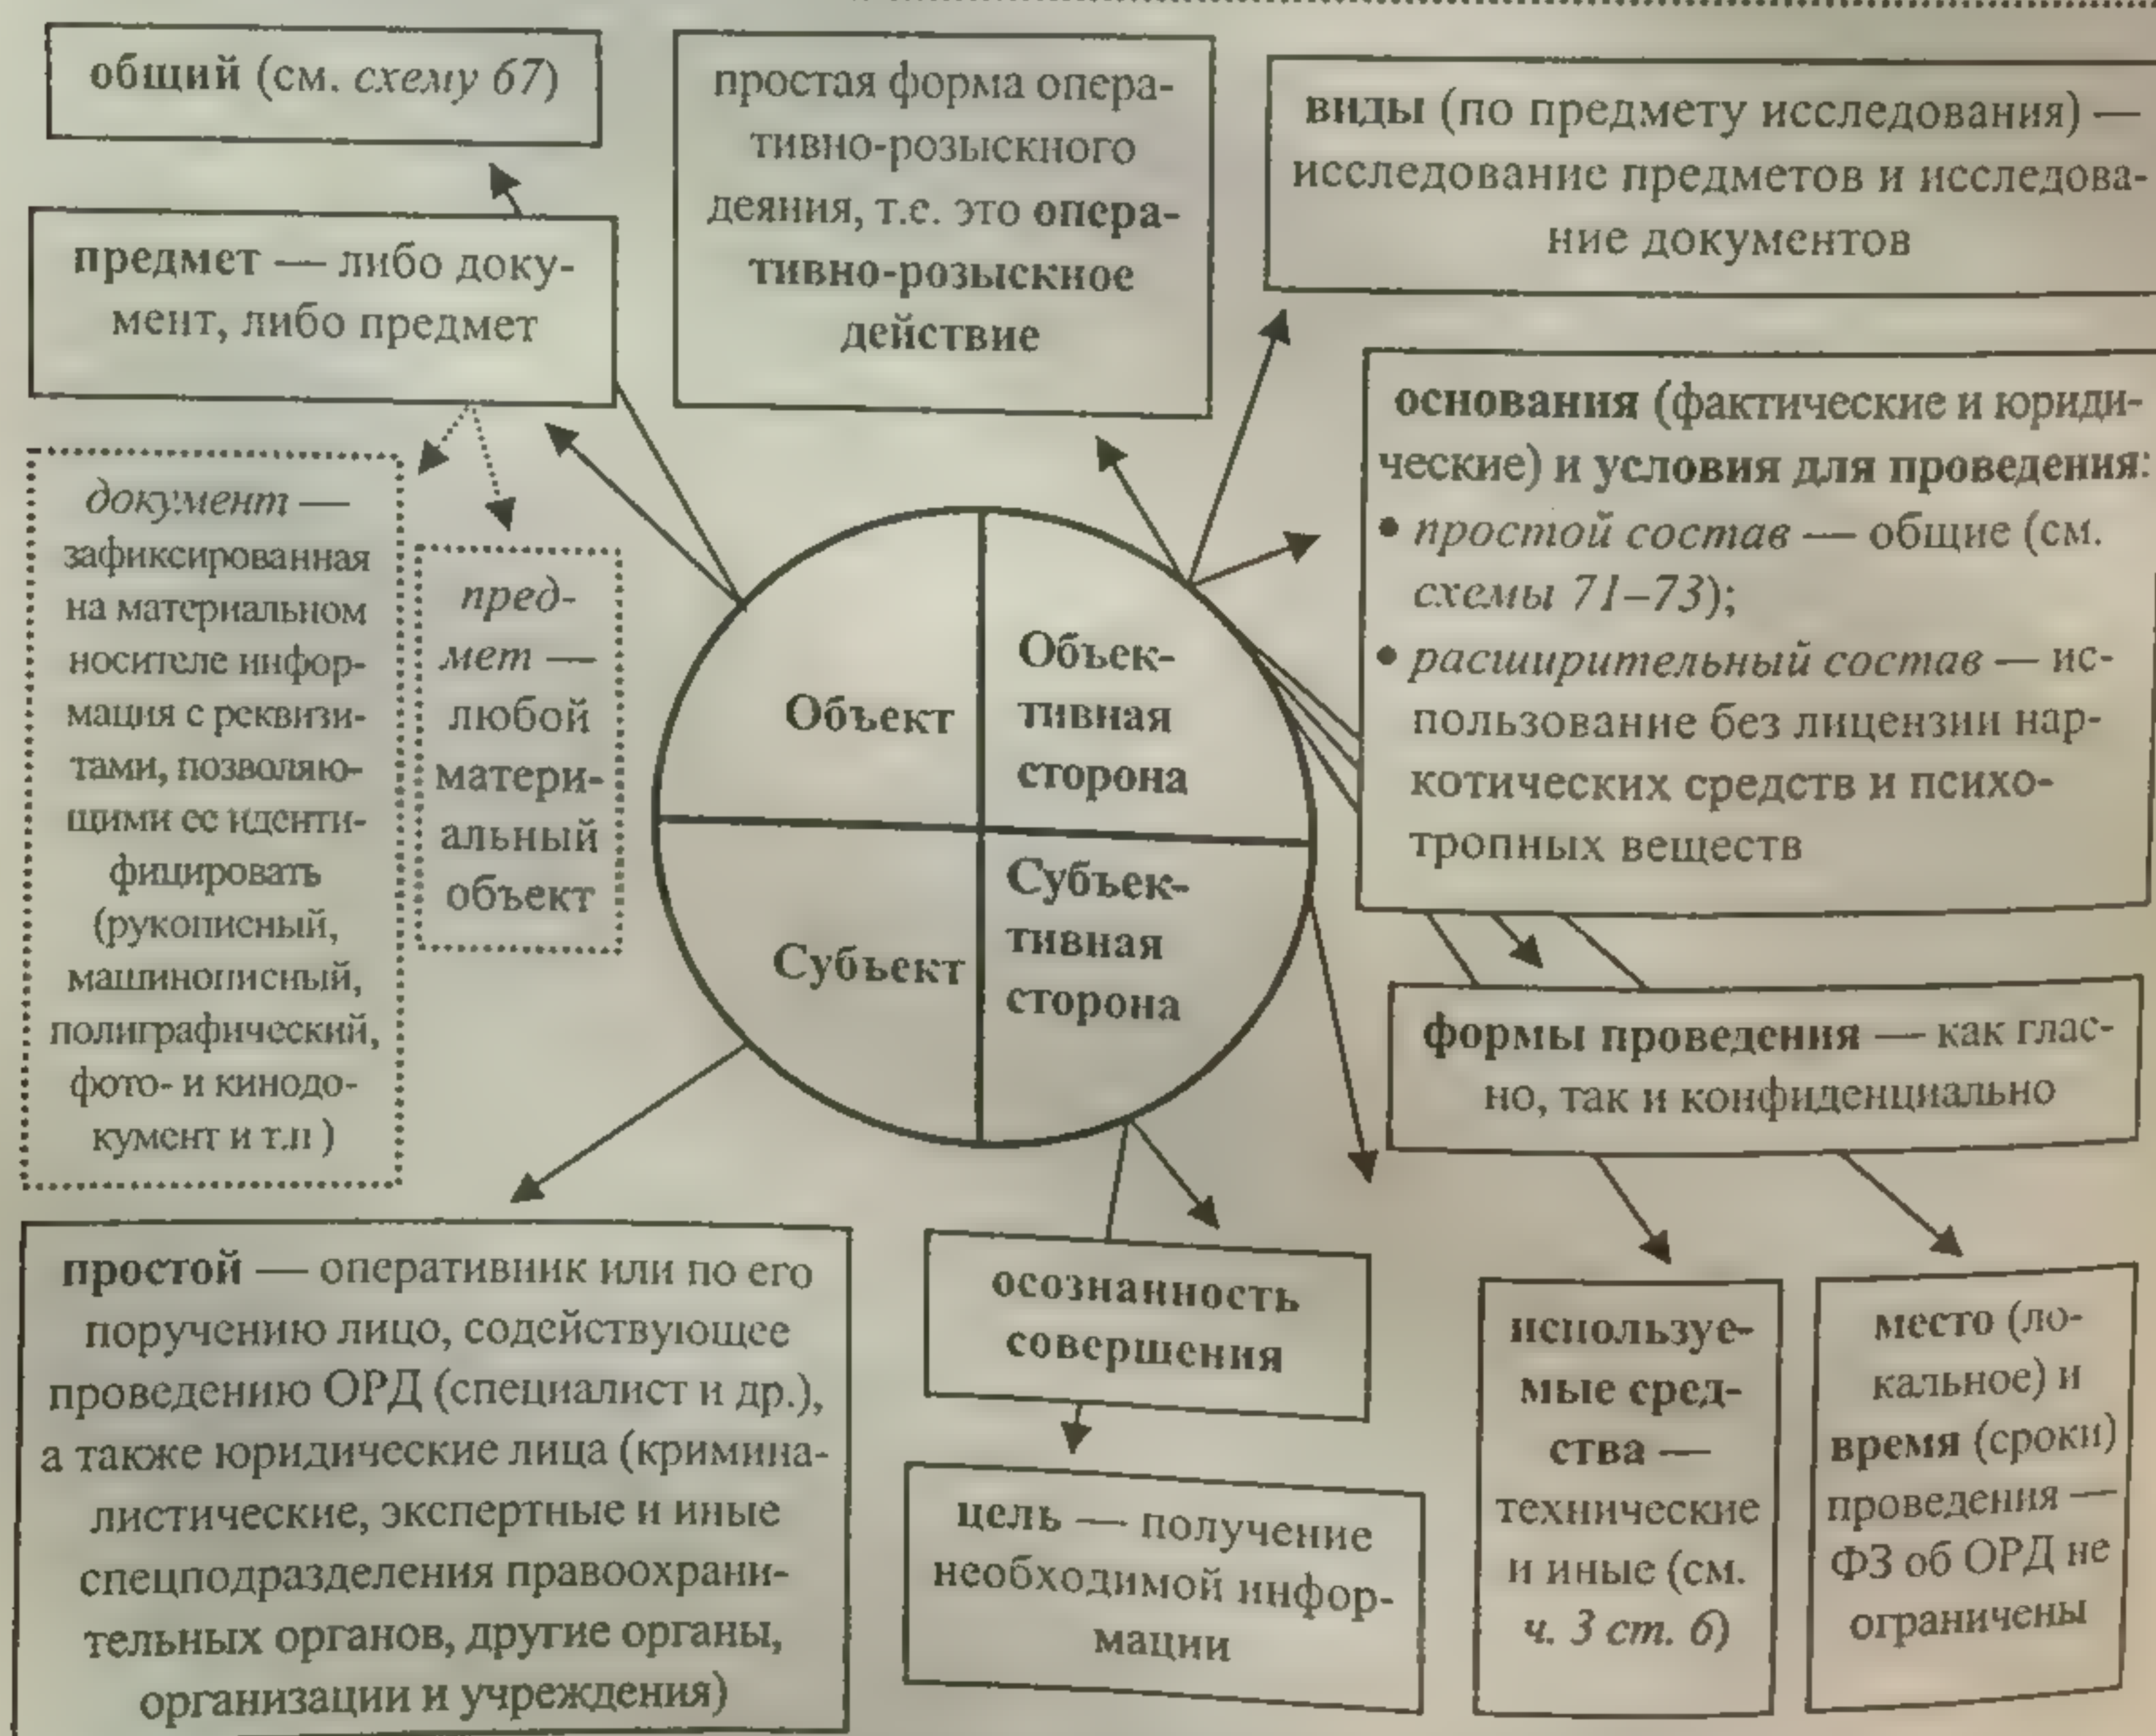 общий (см. схему 67)
предмет — либо доку-
мент, либо предмет
документ —
зафиксированная
на материальном
носителе инфор-
мация с реквизи-
тами, позволяю-
щими ее иденти-
фицировать
(рукописный,
машинописный,
полиграфический,
фото- и кинодо-
кумент и т.п )
пред-
мет —
любой
матери-
альный
объект
простая форма опера-
тивно-розыскного
деяния, т.е. это опера-
тивно-розыскное
действие
виды (по предмету исследования) —
исследование предметов и исследова-
ние документов
основания (фактические и юриди-
ческие) и условия для проведения:
• простой состав — общие (см.
схемы 71–73);
• расширительный состав — ис-
пользование без лицензии нар-
котических средств и психо-
тропных веществ
Объект
Объек-
тивная
сторона
Субъект
Субъек-
тивная
сторона
формы проведения — как глас-
но, так и конфиденциально
простой — оперативник или по его
поручению лицо, содействующее
проведению ОРД (специалист и др.),
а также юридические лица (кримина-
листические, экспертные и иные
спецподразделения правоохрани-
тельных органов, другие органы,
организации и учреждения)
осознанность
совершения
цель — получение
необходимой инфор-
мации
используе-
мые сред-
ства —
технические
и иные (см.
ч. 3 ст. 6)
место (ло-
кальное) и
время (сроки)
проведения —
ФЗ об ОРД не
ограничены